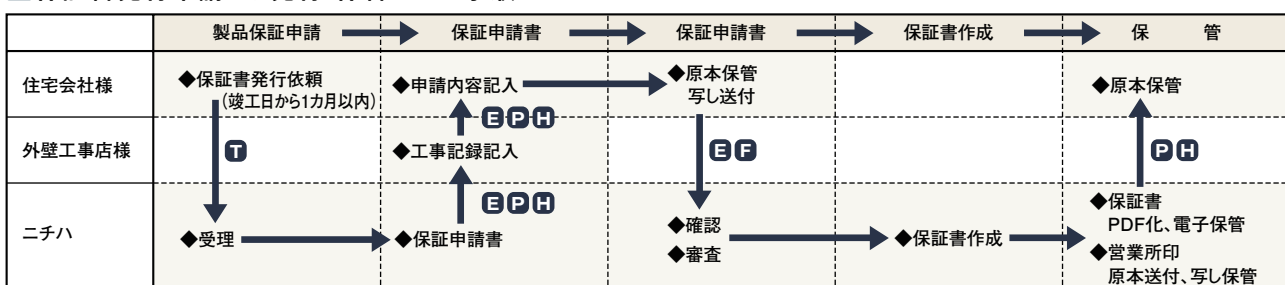 製品保証申請 保証申請書 保証申請書 保証書作成 保管
住宅会社様
◆保証書発行依頼
(竣工日から1カ月以内)
◆申請内容記入
◆原本保管
写し送付
◆原本保管
E P H
外壁工事店様
T
◆工事記録記入
E F
P H
E P H
ニチハ
◆受理
◆保証申請書
◆確認
◆審査
◆保証書作成
◆保証書
PDF化、電子保管
◆営業所印
原本送付、写し保管